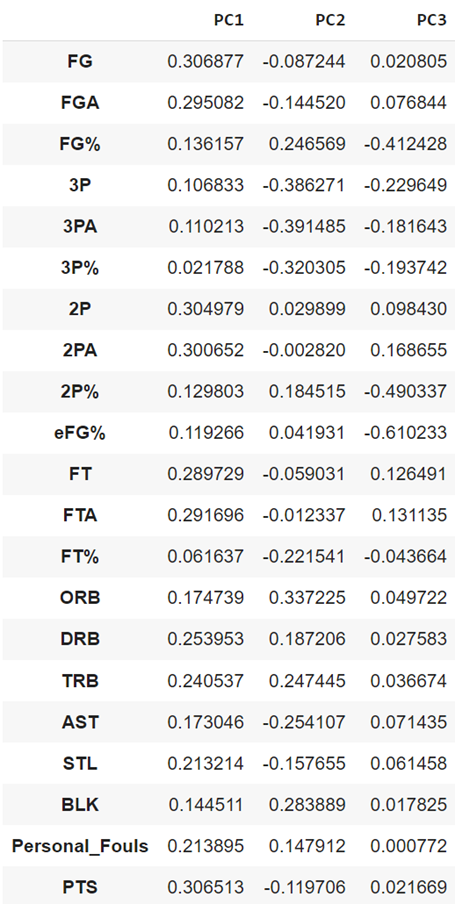 PC1 PC2 PC3
FG 0.306877 -0.087244 0.020805
FGA 0.295082 -0.144520 0.076844
FG% 0.136157 0.246569 -0.412428
3P 0.106833 -0.386271 -0.229649
3PA 0.110213 -0.391485 -0.181643
3P% 0.021788 -0.320305 -0.193742
2P 0.304979 0.029899 0.098430
2PA 0.300652 -0.002820 0.168655
2P% 0.129803 0.184515 -0.490337
eFG% 0.119266 0.041931 -0.610233
FT 0.289729 -0.059031 0.126491
FTA 0.291696 -0.012337 0.131135
FT% 0.061637 -0.221541 -0.043664
ORB 0.174739 0.337225 0.049722
DRB 0.253953 0.187206 0.027583
TRB 0.240537 0.247445 0.036674
AST 0.173046 -0.254107 0.071435
STL 0.213214 -0.157655 0.061458
BLK 0.144511 0.283889 0.017825
Personal_Fouls 0.213895 0.147912 0.000772
PTS 0.306513 -0.119706 0.021669